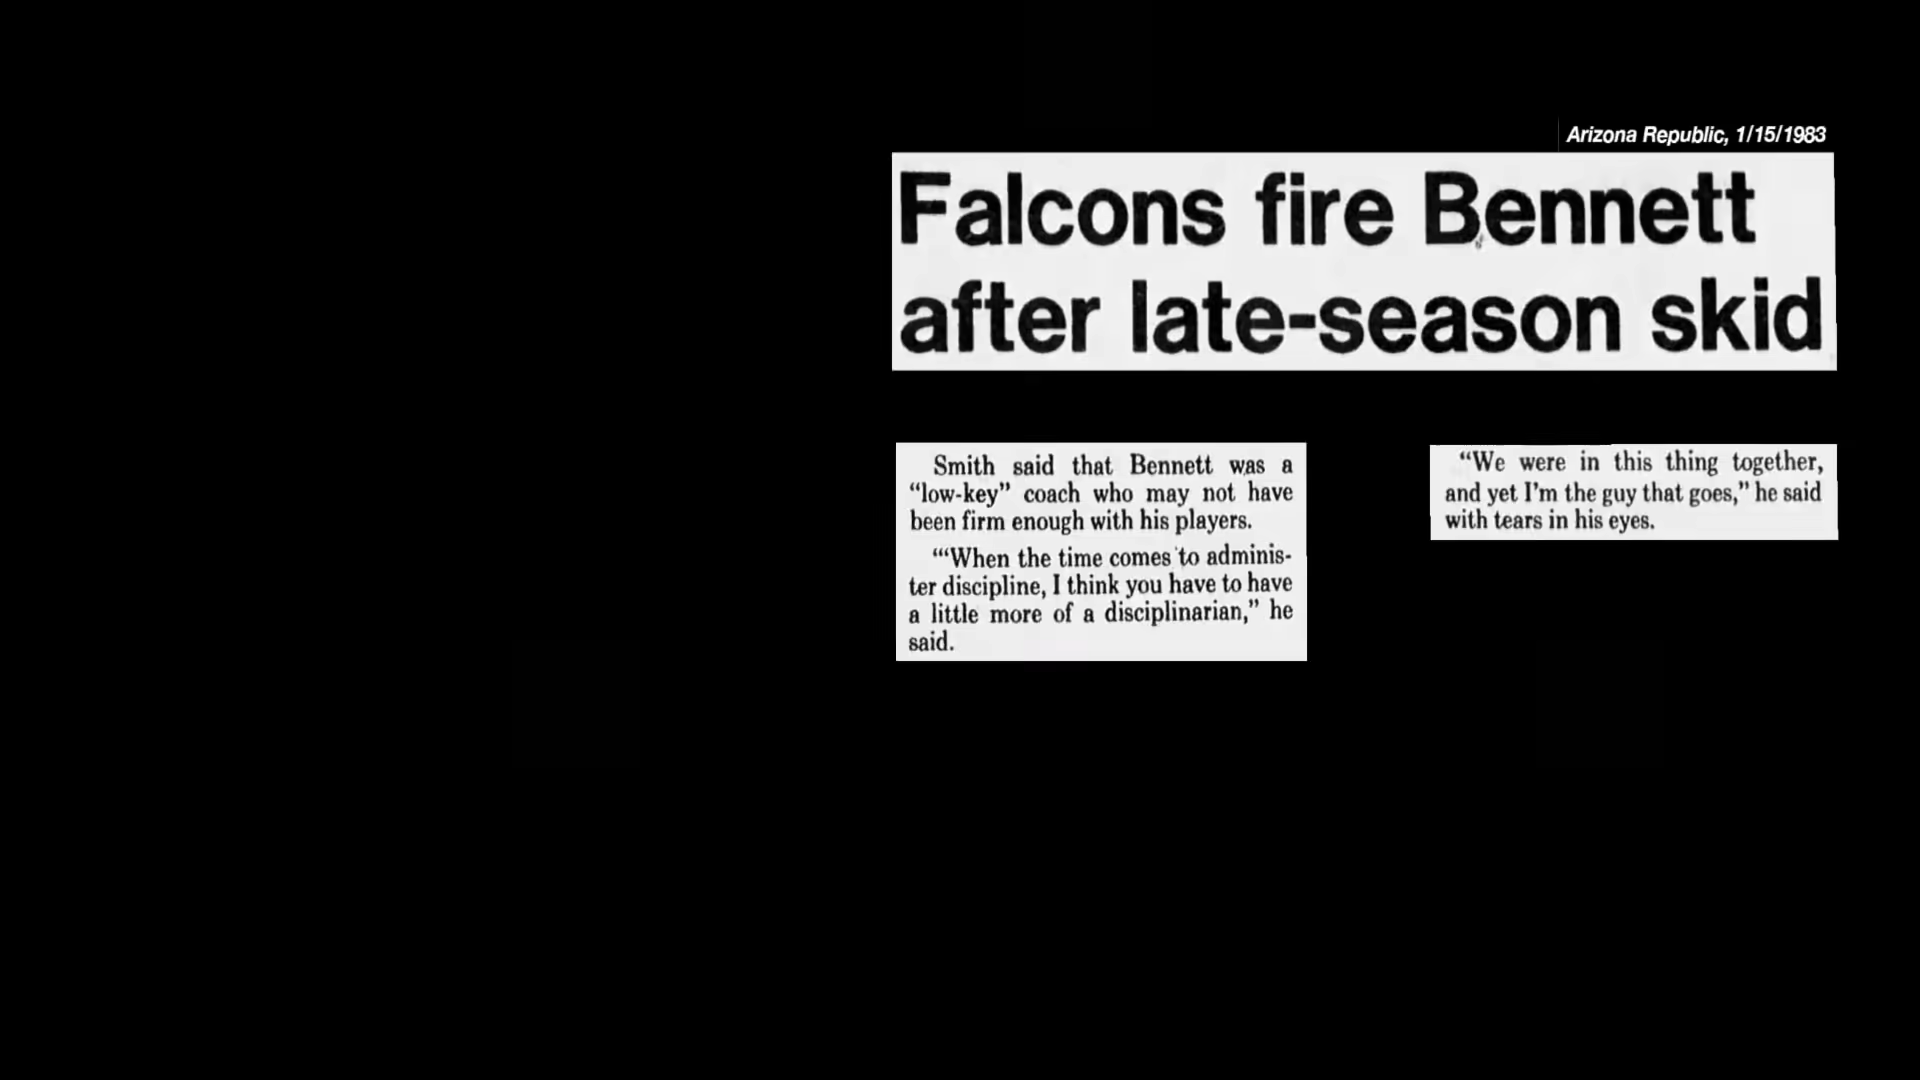 Arizona Republic, 1/15/1983
Falcons fire Bennett
after late-season skid
Smith said that Bennett was a
“low-key” coach who may not have
been firm enough with his players.
“‘When the time comes to adminis-
ter discipline, I think you have to have
a little more of a disciplinarian,” he
said.
“We were in this thing together,
and yet I'm the guy that goes,” he said
with tears in his eyes.